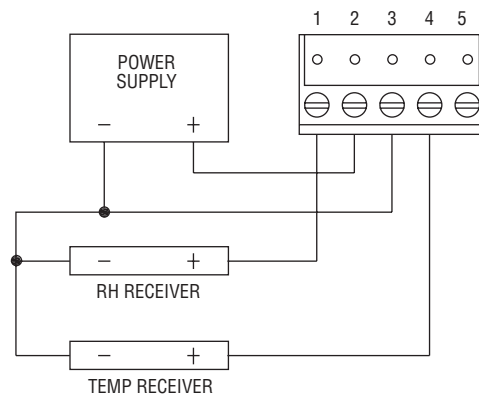 1 2 3 4 5
POWER
SUPPLY
− +
− +
RH RECEIVER
− +
TEMP RECEIVER